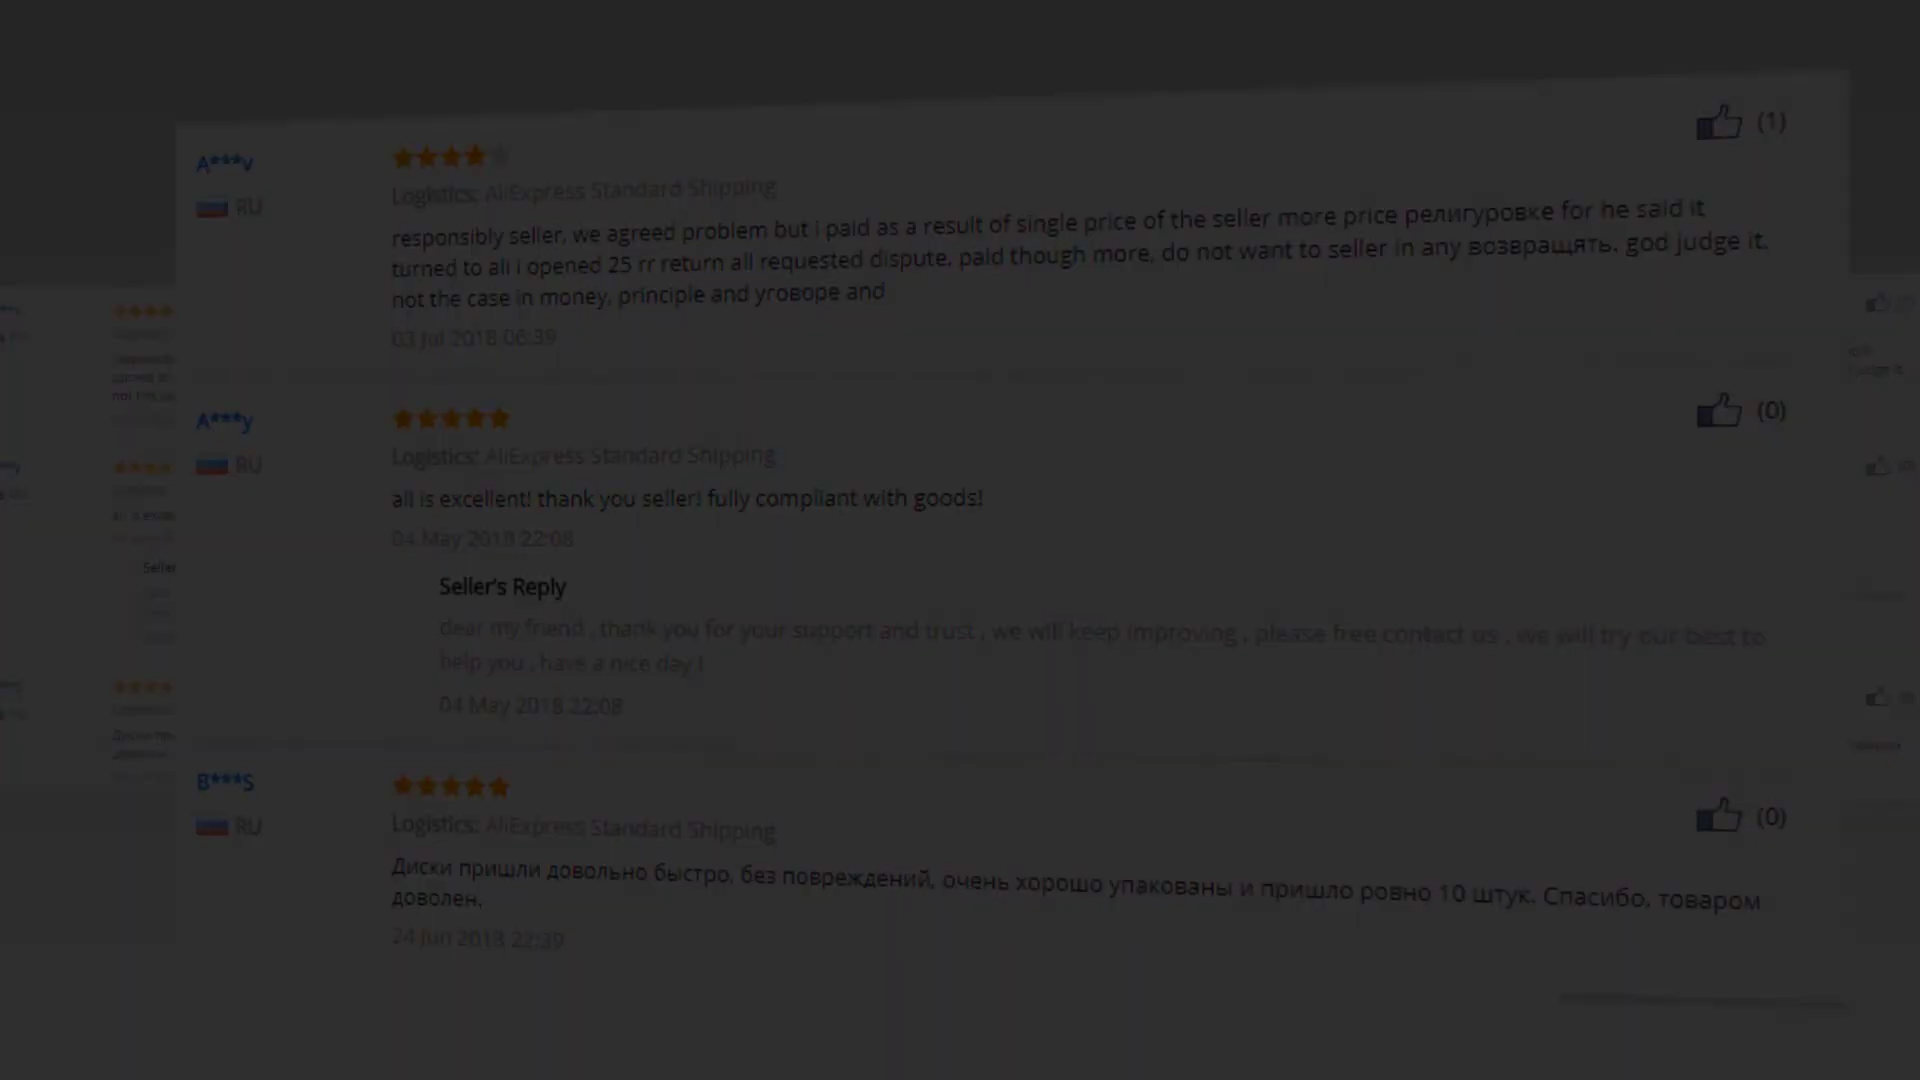 A***v
RU
(1)
Logistics: AliExpress Standard Shipping
responsibly seller, we agreed problem but i paid as a result of single price of the seller more price религуровке for he said it
turned to ali i opened 25 rr return all requested dispute, paid though more, do not want to seller in any возвращять. god judge it.
not the case in money, principle and уговоре and
03 Jul 2018 06:39
A***y
RU
(0)
Logistics: AliExpress Standard Shipping
all is excellent! thank you seller! fully compliant with goods!
04 May 2018 22:08
Seller's Reply
dear my friend , thank you for your support and trust , we will keep improving , please free contact us , we will try our best to
help you , have a nice day !
04 May 2018 22:08
B***S
RU
(0)
Logistics: AliExpress Standard Shipping
Диски пришли довольно быстро, без повреждений, очень хорошо упакованы и пришло ровно 10 штук. Спасибо, товаром
доволен.
24 Jun 2018 22:39